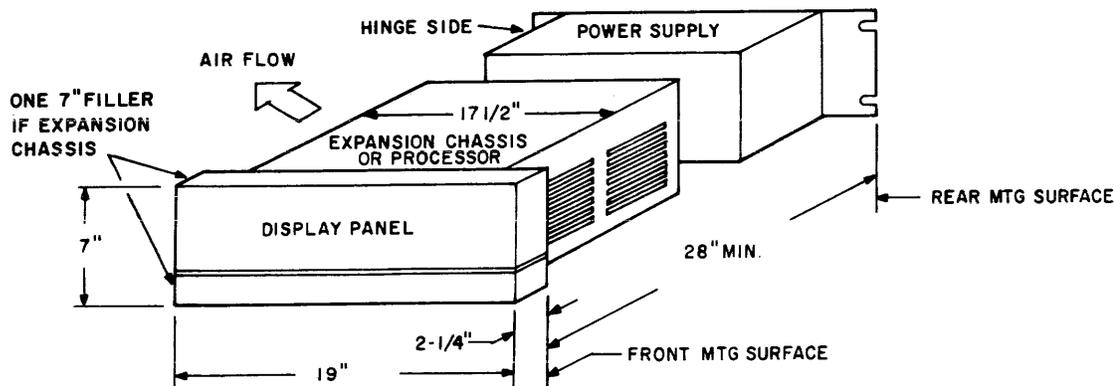 HINGE SIDE
POWER SUPPLY
AIR FLOW
ONE 7" FILLER
IF EXPANSION
CHASSIS
17 1/2"
EXPANSION CHASSIS
OR PROCESSOR
REAR MTG SURFACE
DISPLAY PANEL
7"
28" MIN.
2-1/4"
FRONT MTG SURFACE
19"